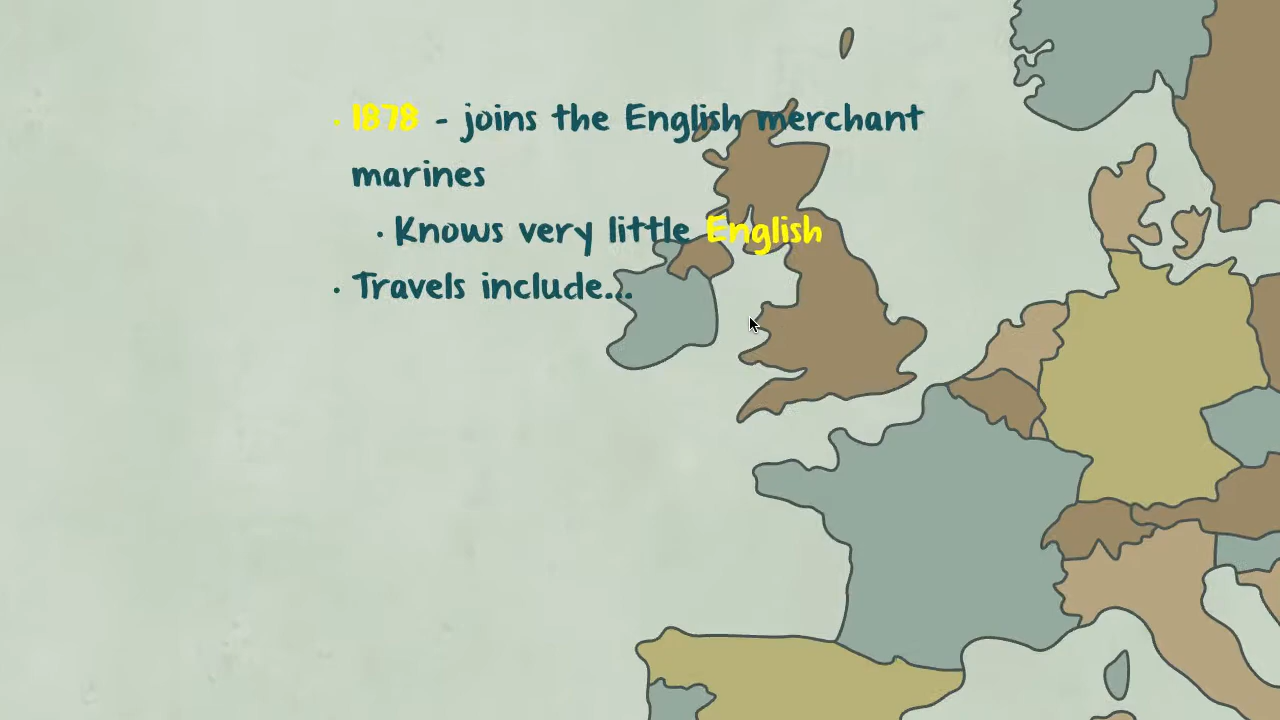 · 1878 - joins the English merchant
marines
· Knows very little English
· Travels include...